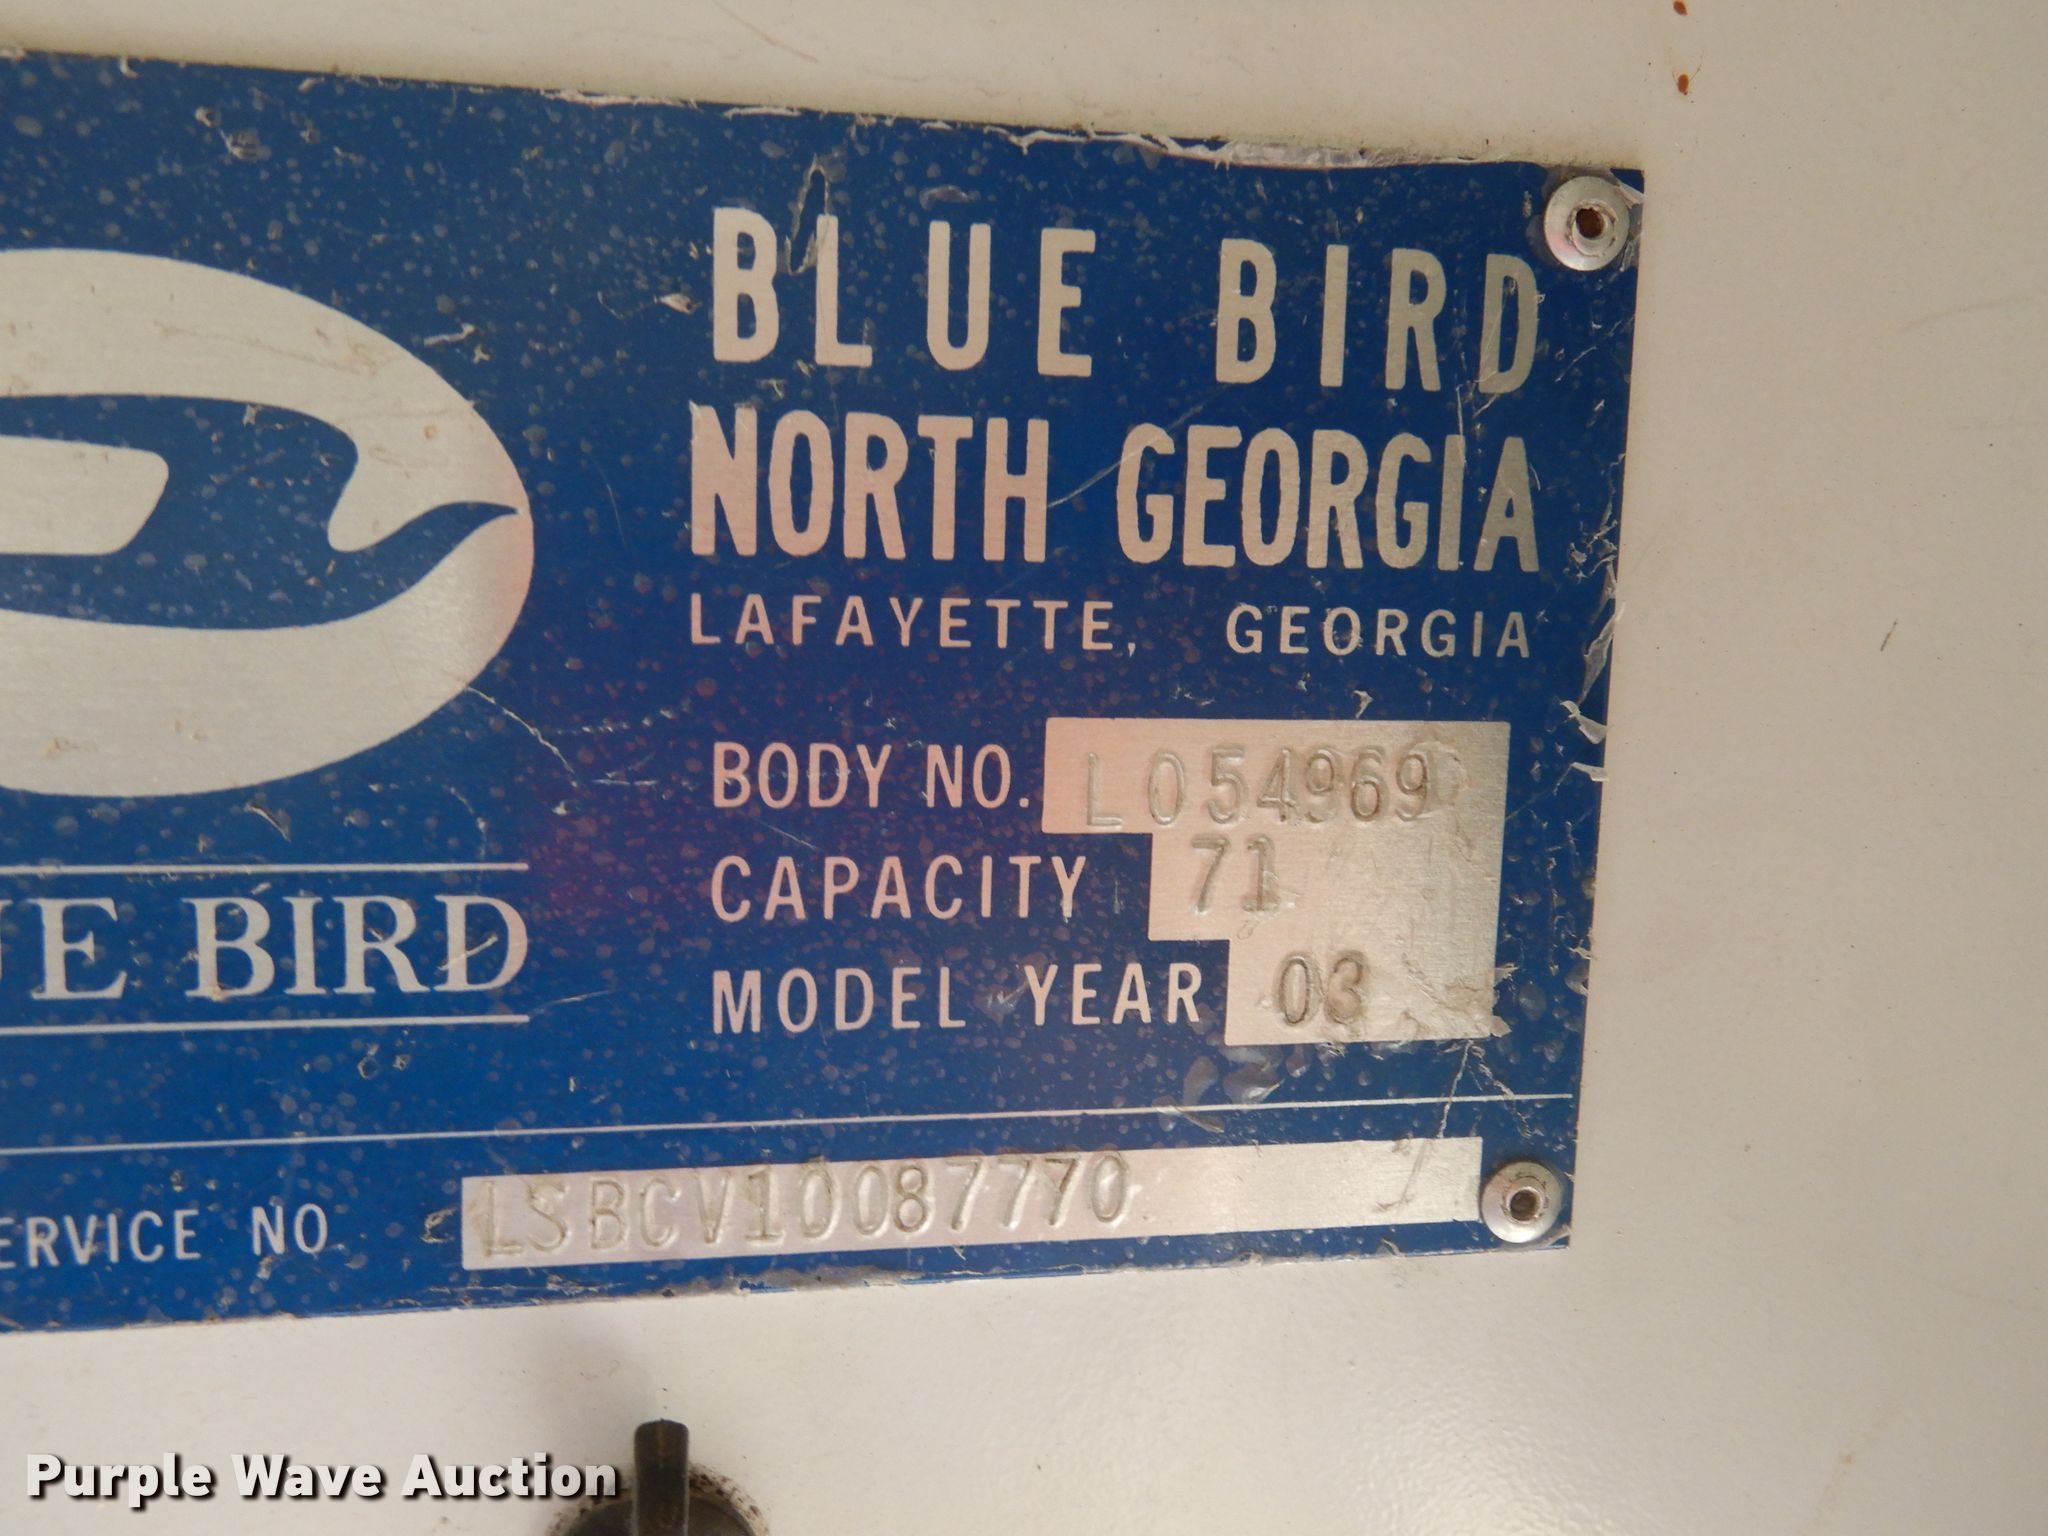 BLUE BIRD
NORTH GEORGIA
LAFAYETTE, GEORGIA
BODY NO. L054969
CAPACITY 71
MODEL YEAR 03
UE BIRD
ERVICE NO LSBCV10087770
Purple Wave Auction